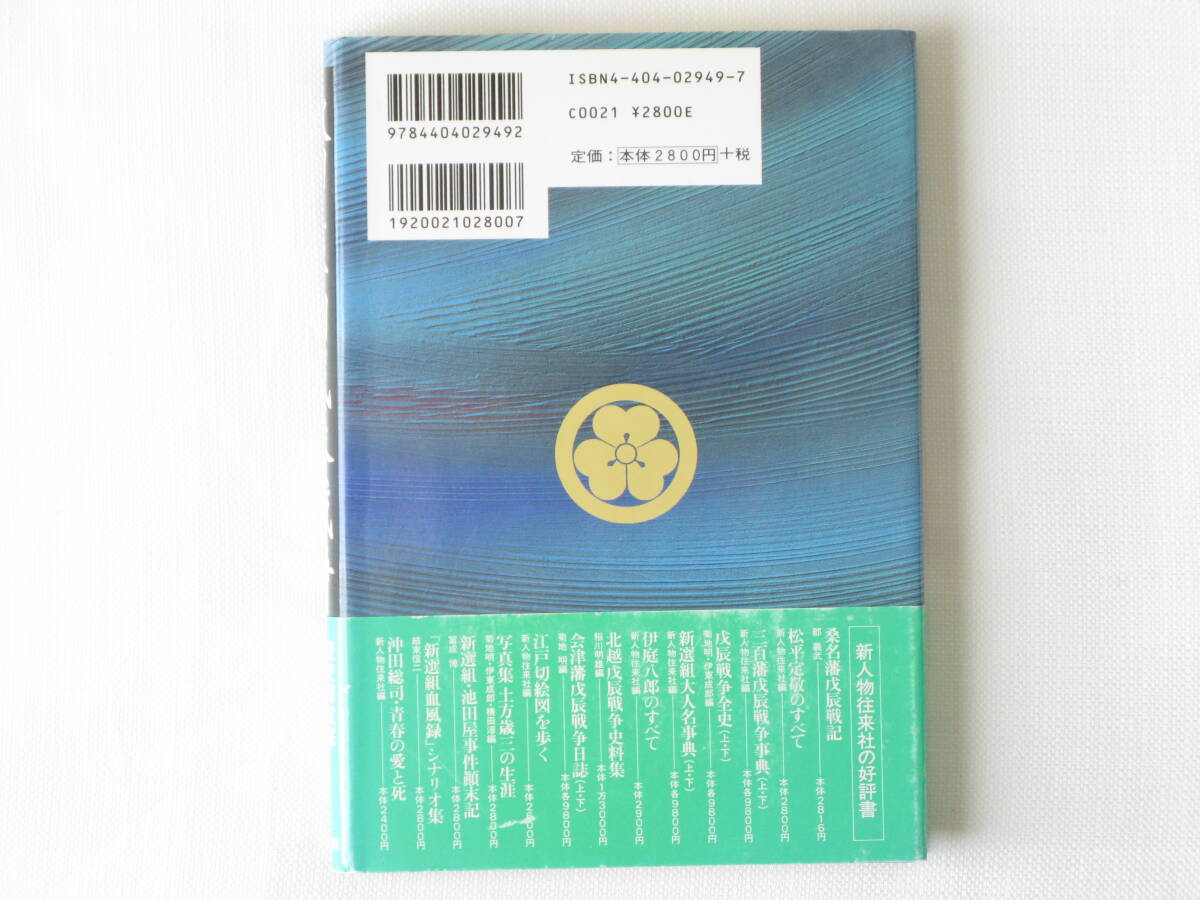 ISBN4-404-02949-7
C0021 ¥2800E
定価：本体2800円+税
9784404029492
1920021028007
新人物往来社の好評書
桑名藩戊辰戦記
郡 義武 本体2816円
松平定敬のすべて
新人物往来社編 本体2800円
三百藩戊辰戦争事典(上・下)
新人物往来社編 本体各9800円
戊辰戦争全史(上・下)
菊地明・伊東成郎編 本体各9800円
新選組大人名事典(上・下)
新人物往来社編 本体各9800円
伊庭八郎のすべて
新人物往来社編 本体2900円
北越戊辰戦争史料集
稲川明雄編 本体1万3000円
会津藩戊辰戦争日誌(上・下)
菊地 明編 本体各9800円
江戸切絵図を歩く
新人物往来社編 本体2800円
写真集 土方歳三の生涯
菊地明・伊東成郎・横田淳編 本体2800円
新選組・池田屋事件顚末記
冨成 博 本体2800円
「新選組血風録」シナリオ集
結束信二 本体2800円
沖田総司・青春の愛と死
新人物往来社編 本体2400円